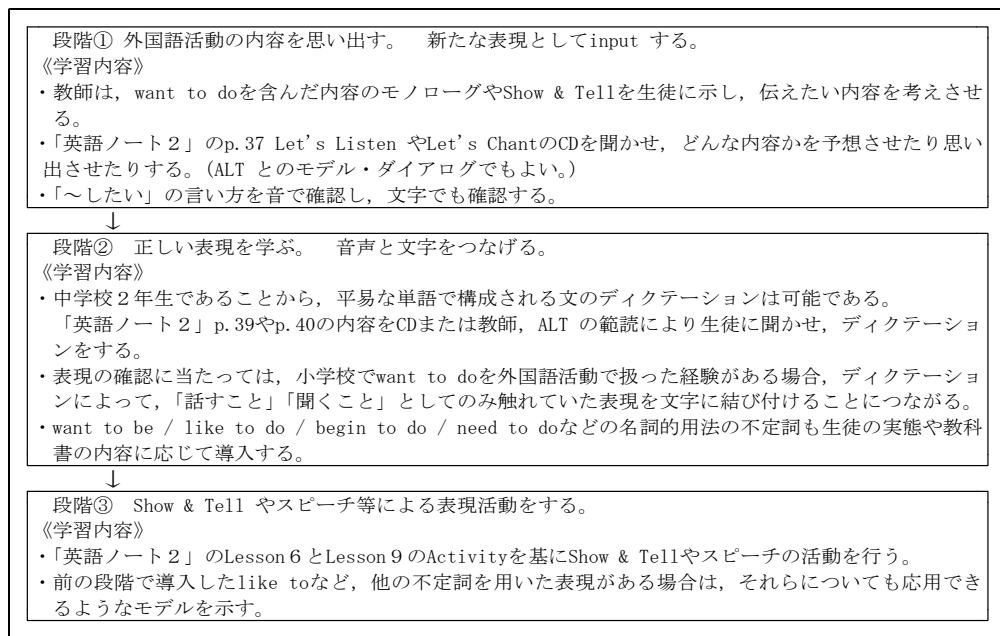 段階① 外国語活動の内容を思い出す。　新たな表現としてinput する。
《学習内容》
・教師は，want to doを含んだ内容のモノローグやShow & Tellを生徒に示し，伝えたい内容を考えさせ
る。
・「英語ノート２」のp.37 Let's Listen やLet's ChantのCDを聞かせ，どんな内容かを予想させたり思い
出させたりする。(ALT とのモデル・ダイアログでもよい。)
・「～したい」の言い方を音で確認し，文字でも確認する。
↓
段階②　正しい表現を学ぶ。　音声と文字をつなげる。
《学習内容》
・中学校２年生であることから，平易な単語で構成される文のディクテーションは可能である。
「英語ノート２」p.39やp.40の内容をCDまたは教師，ALT の範読により生徒に聞かせ，ディクテーショ
ンをする。
・表現の確認に当たっては，小学校でwant to doを外国語活動で扱った経験がある場合，ディクテーショ
ンによって，「話すこと」「聞くこと」としてのみ触れていた表現を文字に結び付けることにつながる。
・want to be / like to do / begin to do / need to doなどの名詞的用法の不定詞も生徒の実態や教科
書の内容に応じて導入する。
↓
段階③　Show & Tell やスピーチ等による表現活動をする。
《学習内容》
・「英語ノート２」のLesson６とLesson９のActivityを基にShow & Tellやスピーチの活動を行う。
・前の段階で導入したlike toなど，他の不定詞を用いた表現がある場合は，それらについても応用でき
るようなモデルを示す。